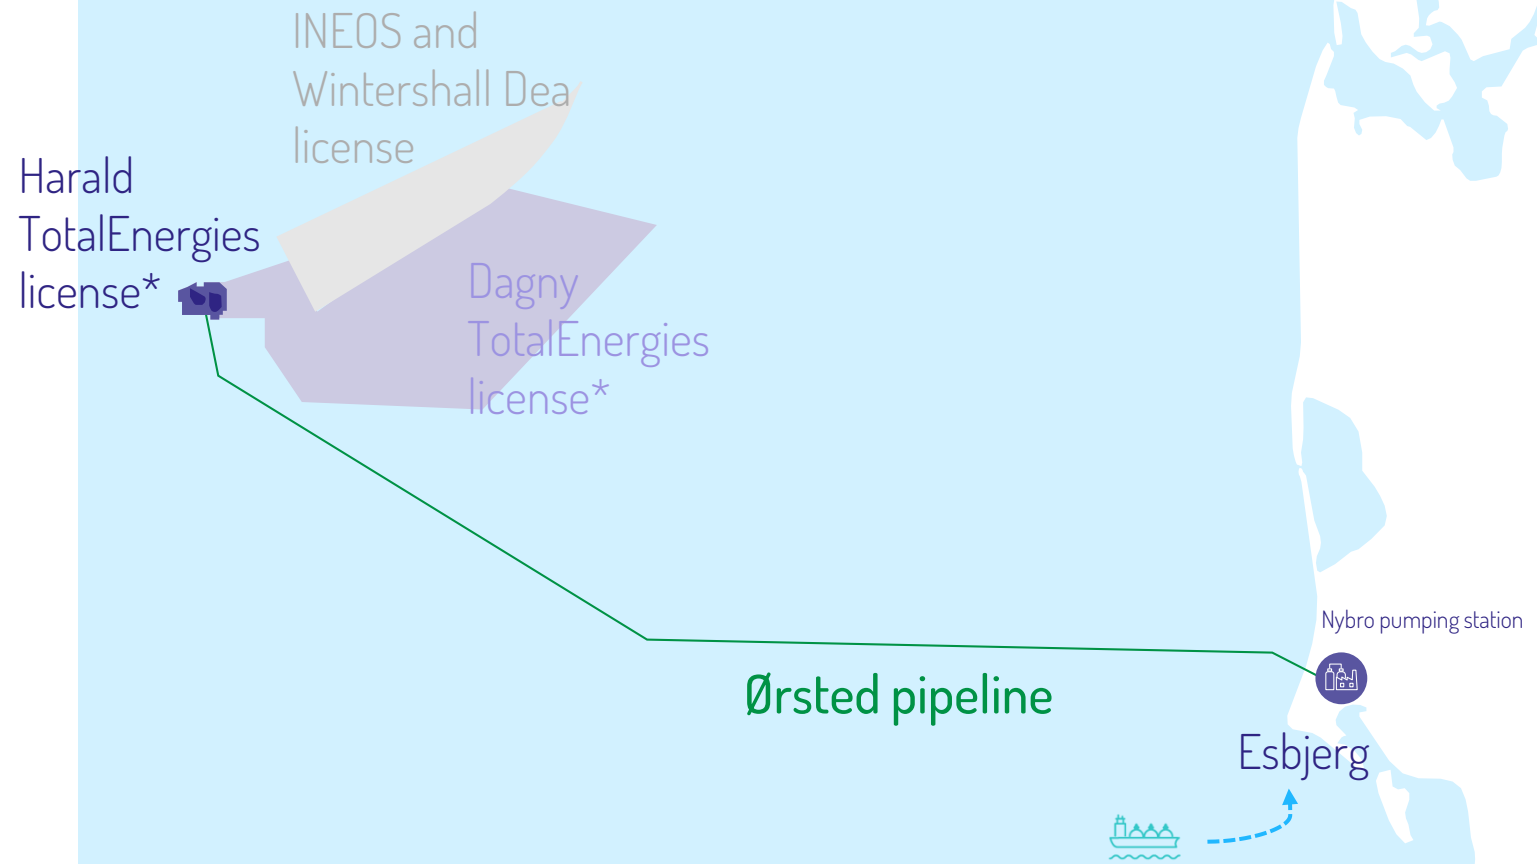 INEOS and
Wintershall Dea
license
Harald
TotalEnergies
license*
Dagny
TotalEnergies
license*
Nybro pumping station
Ørsted pipeline
Esbjerg